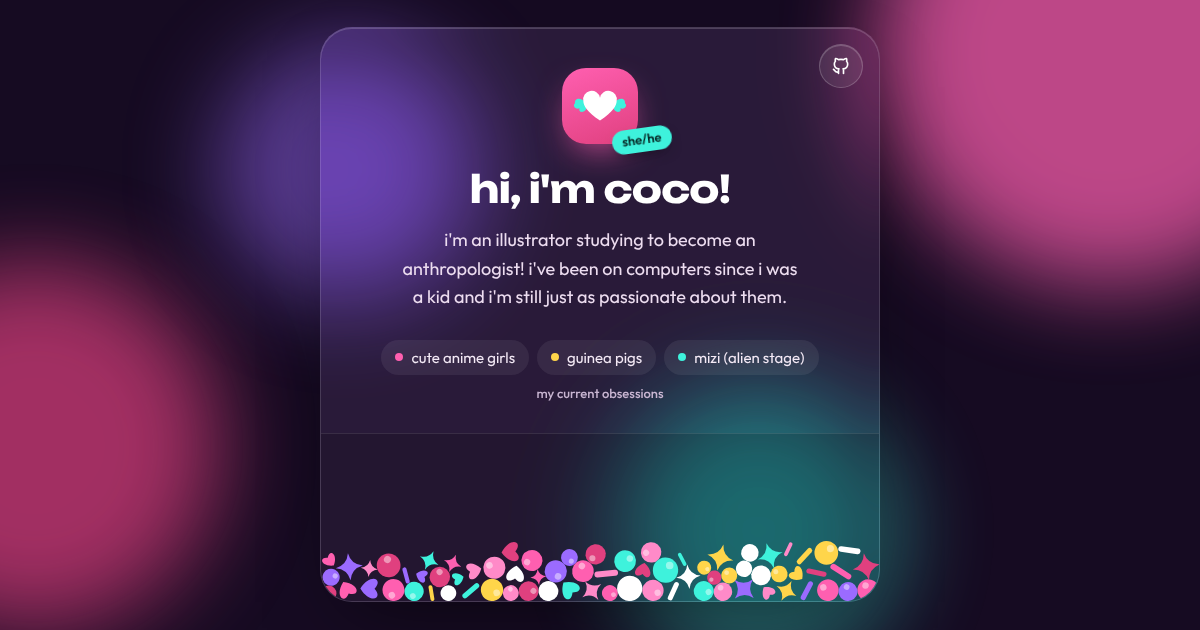 she/he
hi, i'm coco!
i'm an illustrator studying to become an
anthropologist! i've been on computers since i was
a kid and i'm still just as passionate about them.
cute anime girls
guinea pigs
mizi (alien stage)
my current obsessions